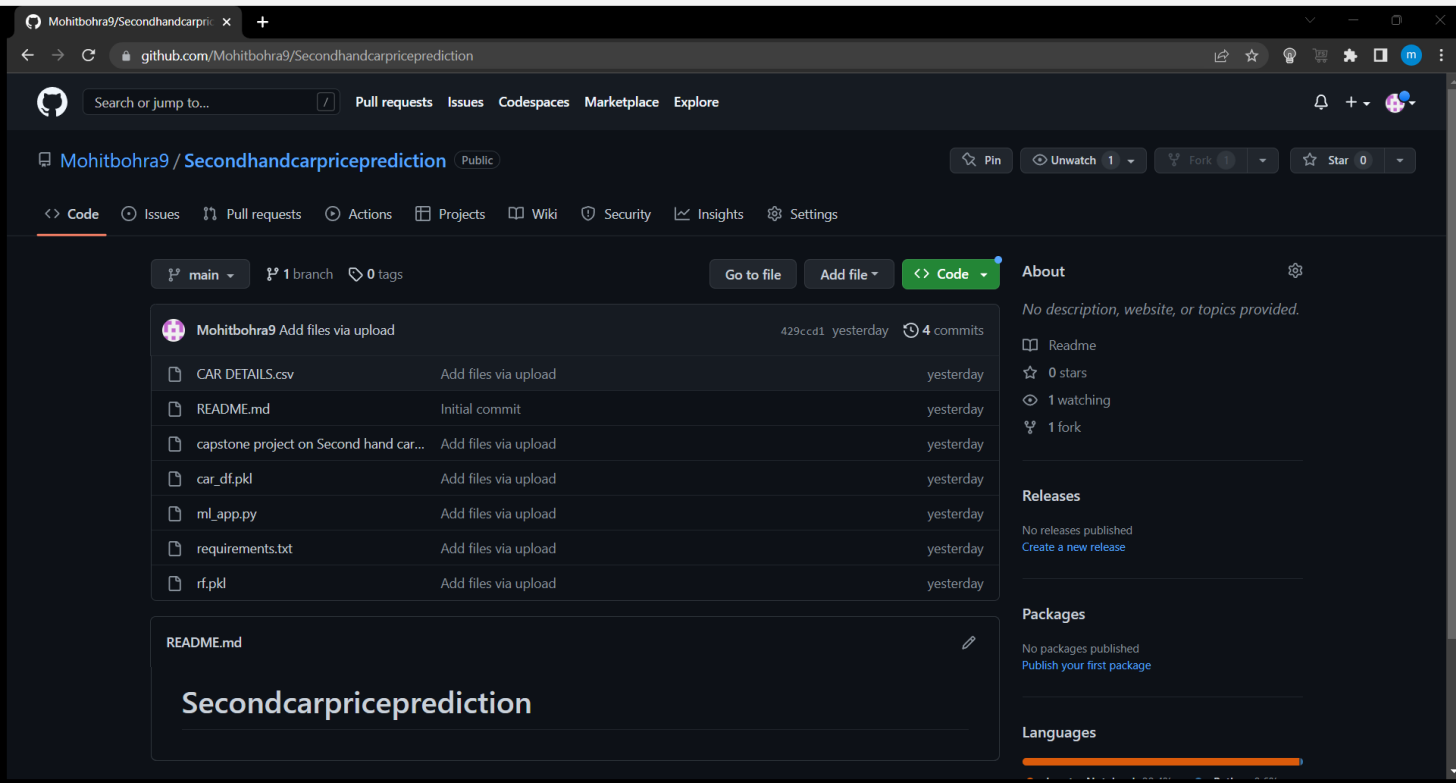 Mohitbohra9/Secondhandcarpric
github.com/Mohitbohra9/Secondhandcarpriceprediction
m
Search or jump to... /
Pull requests Issues Codespaces Marketplace Explore
Mohitbohra9 / Secondhandcarpriceprediction Public
Pin Unwatch 1 Fork 1 Star 0
Code Issues Pull requests Actions Projects Wiki Security Insights Settings
main 1 branch 0 tags Go to file Add file Code
Mohitbohra9 Add files via upload 429ccd1 yesterday 4 commits
CAR DETAILS.csv Add files via upload yesterday
README.md Initial commit yesterday
capstone project on Second hand car... Add files via upload yesterday
car_df.pkl Add files via upload yesterday
ml_app.py Add files via upload yesterday
requirements.txt Add files via upload yesterday
rf.pkl Add files via upload yesterday
README.md
Secondcarpriceprediction
About
No description, website, or topics provided.
Readme
0 stars
1 watching
1 fork
Releases
No releases published
Create a new release
Packages
No packages published
Publish your first package
Languages